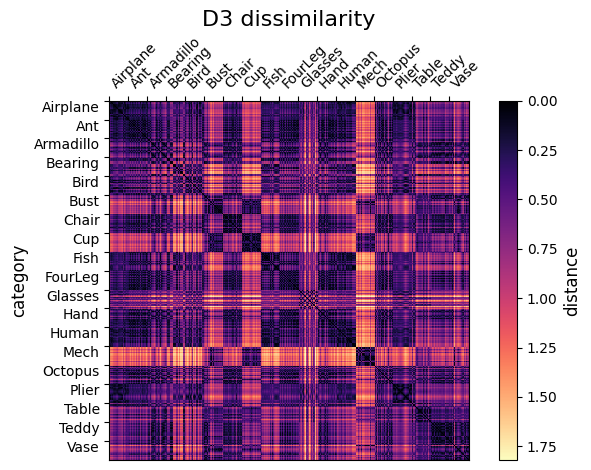 D3 dissimilarity
Airplane
Ant
Armadillo
Bearing
Bird
Bust
Chair
Cup
Fish
FourLeg
Glasses
Hand
Human
Mech
Octopus
Plier
Table
Teddy
Vase
Airplane
Ant
Armadillo
Bearing
Bird
Bust
Chair
Cup
Fish
FourLeg
Glasses
Hand
Human
Mech
Octopus
Plier
Table
Teddy
Vase
category
0.00
0.25
0.50
0.75
1.00
1.25
1.50
1.75
distance